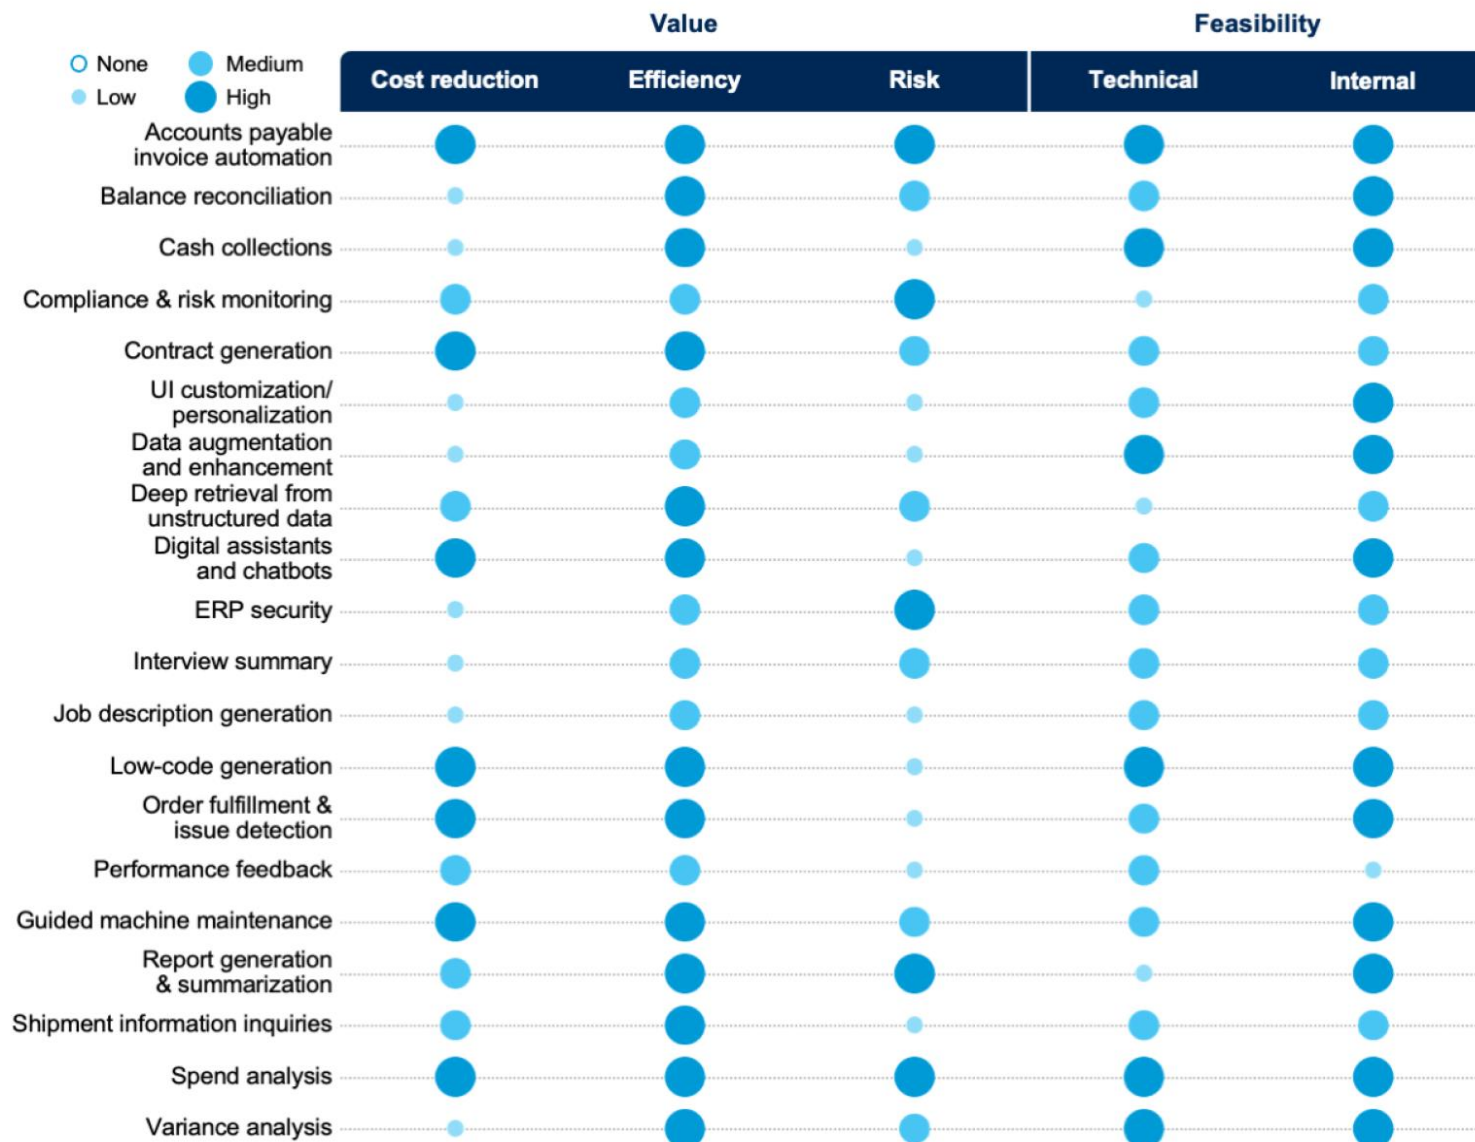 Value
Feasibility
None
Medium
Low
High
Cost reduction
Efficiency
Risk
Technical
Internal
Accounts payable
invoice automation
Balance reconciliation
Cash collections
Compliance & risk monitoring
Contract generation
UI customization/
personalization
Data augmentation
and enhancement
Deep retrieval from
unstructured data
Digital assistants
and chatbots
ERP security
Interview summary
Job description generation
Low-code generation
Order fulfillment &
issue detection
Performance feedback
Guided machine maintenance
Report generation
& summarization
Shipment information inquiries
Spend analysis
Variance analysis